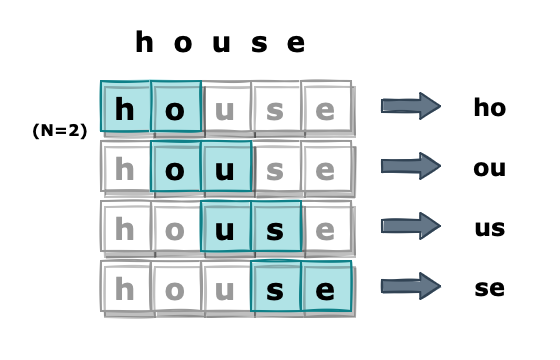 h o u s e
h o u s e ho
(N=2)
h o u s e ou
h o u s e us
h o u s e se